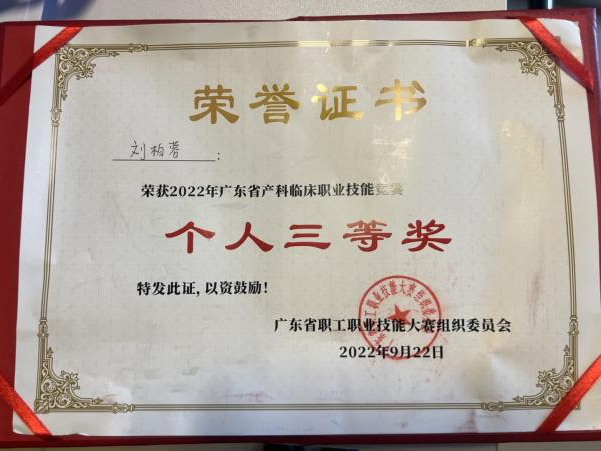 荣誉证书
刘柏蓉：
荣获2022年广东省产科临床职业技能竞赛
个人三等奖
特发此证,以资鼓励！
广东省职工职业技能大赛组织委员会
2022年9月22日